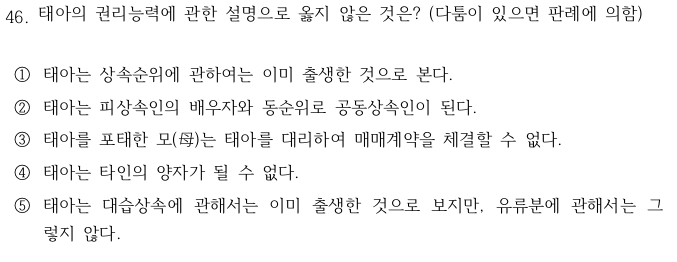 46. 태아의 권리능력에 관한 설명으로 옳지 않은 것은? (다툼이 있으면 판례에 의함)
① 태아는 상속순위에 관하여는 이미 출생한 것으로 본다.
② 태아는 피상속인의 배우자와 동순위로 공동상속인이 된다.
③ 태아를 포태한 모(母)는 태아를 대리하여 매매계약을 체결할 수 없다.
④ 태아는 타인의 양자가 될 수 없다.
⑤ 태아는 대습상속에 관해서는 이미 출생한 것으로 보지만, 유류분에 관해서는 그
렇지 않다.